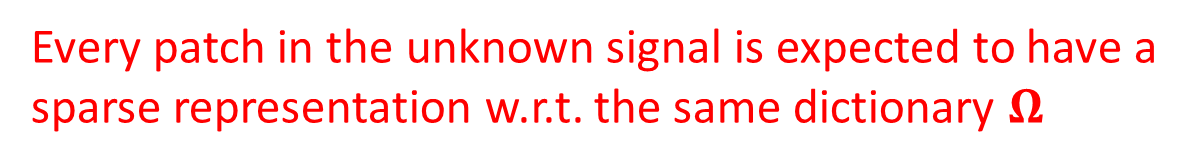 Every patch in the unknown signal is expected to have a
sparse representation w.r.t. the same dictionary Ω